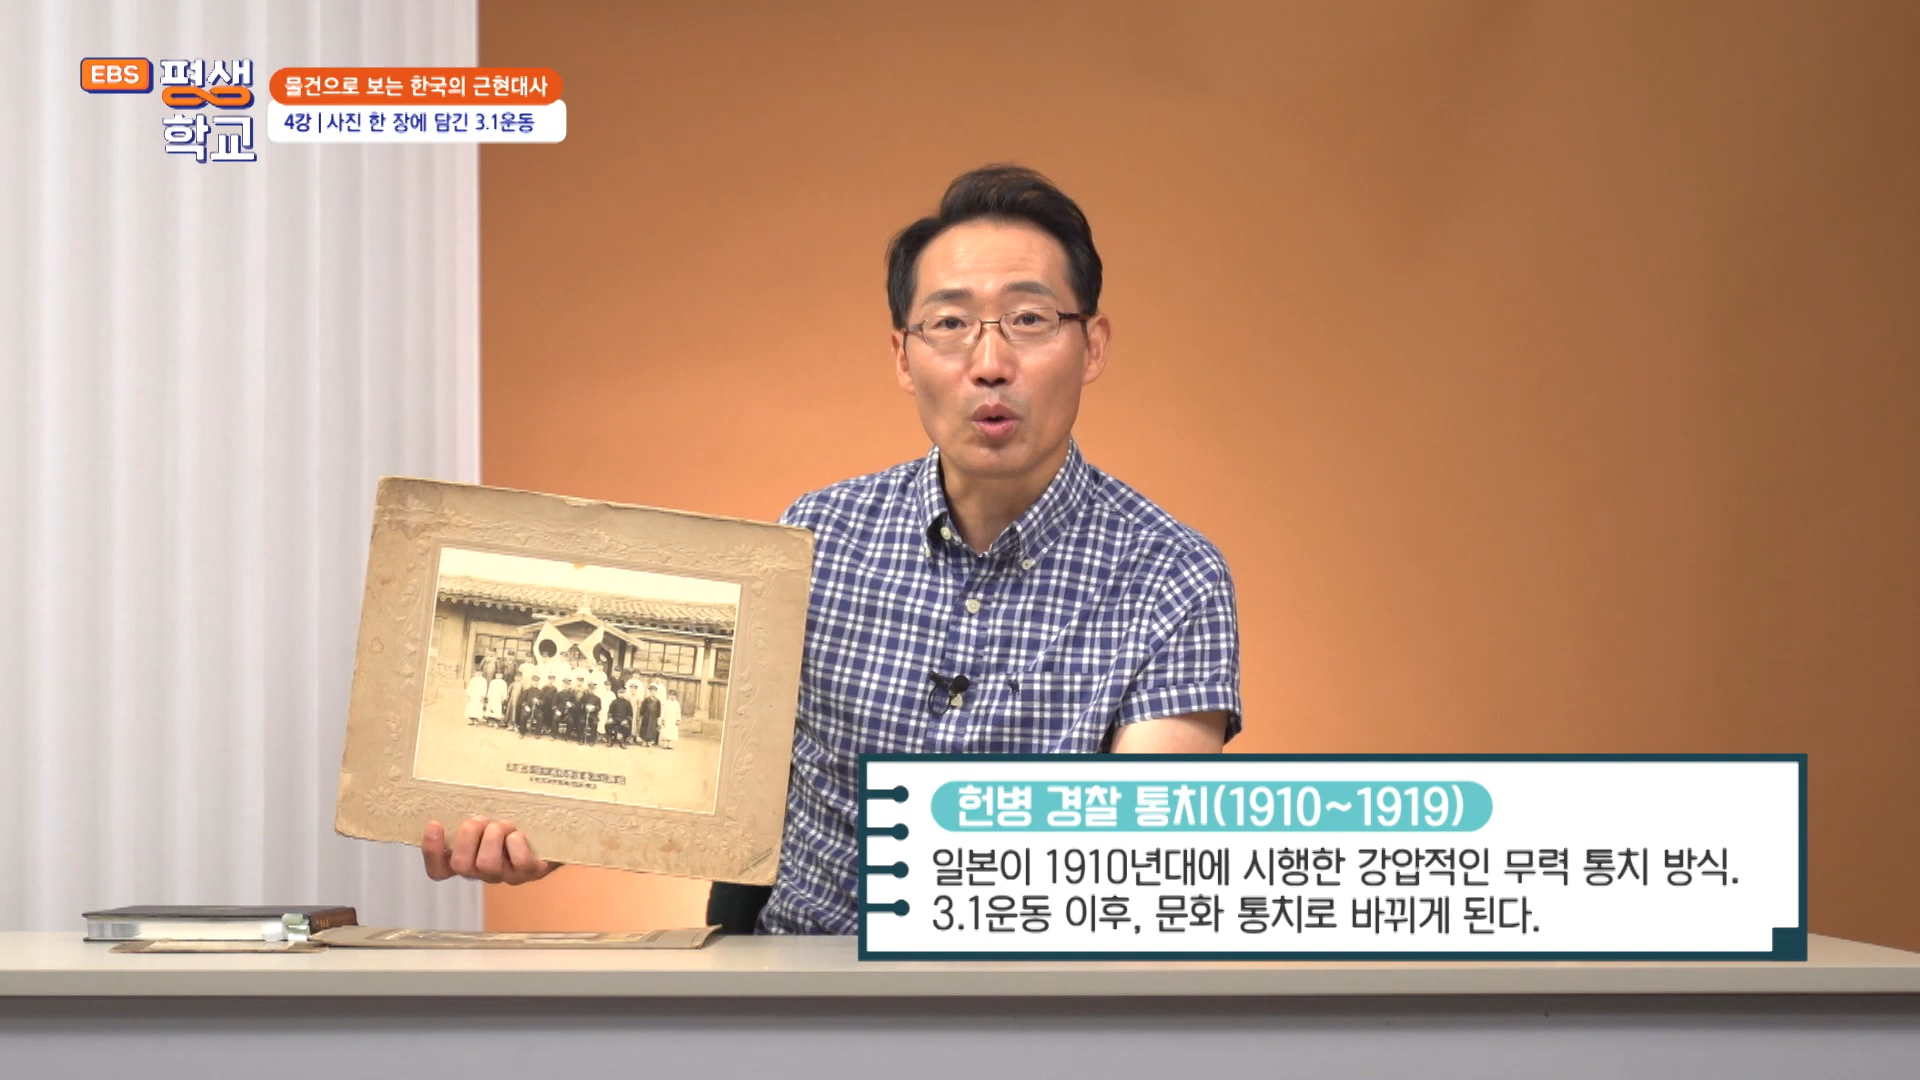 EBS 평생
학교
물건으로 보는 한국의 근현대사
4강 | 사진 한 장에 담긴 3.1운동
헌병 경찰 통치(1910~1919)
일본이 1910년대에 시행한 강압적인 무력 통치 방식.
3.1운동 이후, 문화 통치로 바뀌게 된다.